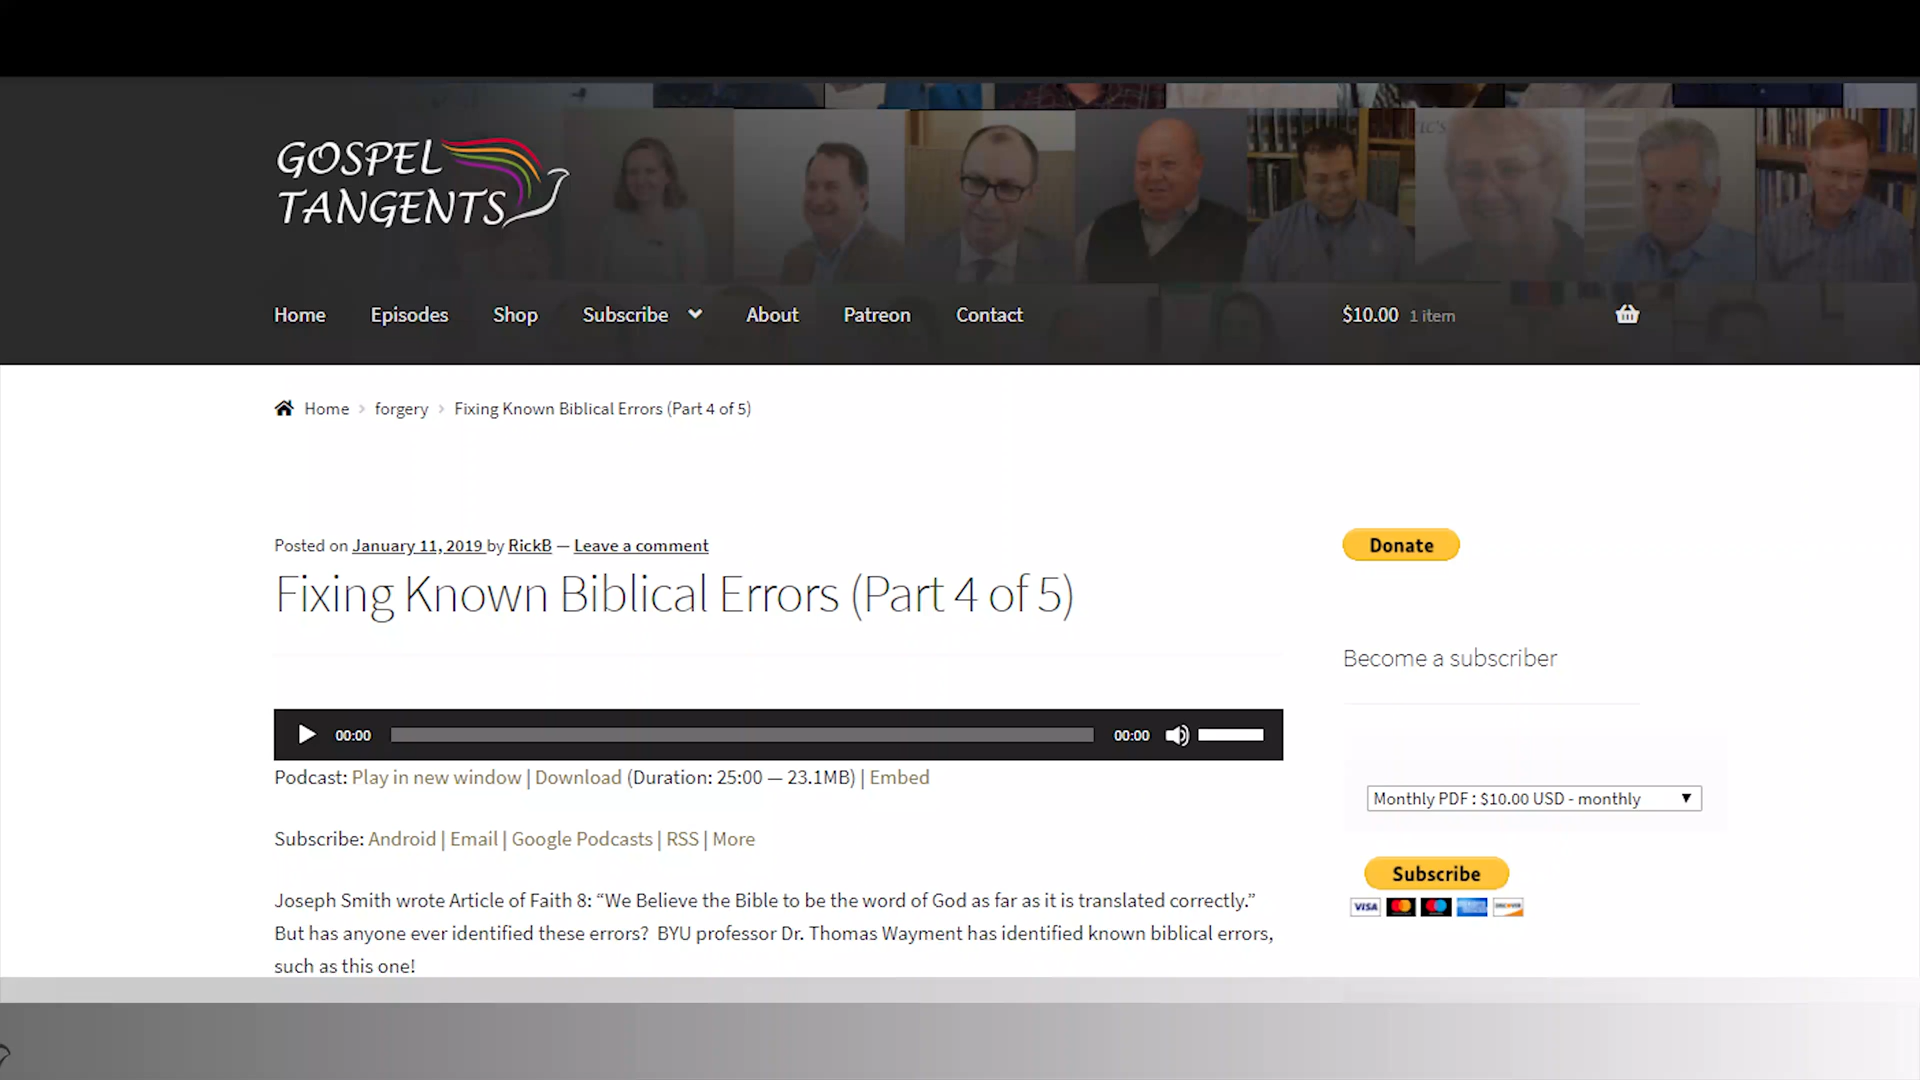 GOSPEL
TANGENTS
Home Episodes Shop Subscribe About Patreon Contact $10.00 1 item
Home > forgery > Fixing Known Biblical Errors (Part 4 of 5)
Posted on January 11, 2019 by RickB — Leave a comment
Donate
Fixing Known Biblical Errors (Part 4 of 5)
Become a subscriber
00:00 00:00
Podcast: Play in new window | Download (Duration: 25:00 — 23.1MB) | Embed
Monthly PDF : $10.00 USD - monthly
Subscribe: Android | Email | Google Podcasts | RSS | More
Subscribe
Joseph Smith wrote Article of Faith 8: “We Believe the Bible to be the word of God as far as it is translated correctly.”
VISA DISCOVER
But has anyone ever identified these errors?  BYU professor Dr. Thomas Wayment has identified known biblical errors,
such as this one!